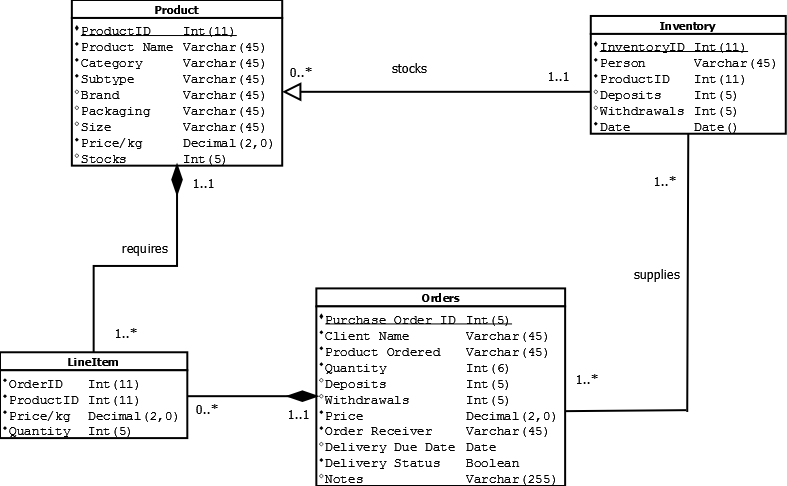 Product
ProductID Int(11)
Product Name Varchar(45)
Category Varchar(45)
Subtype Varchar(45)
Brand Varchar(45)
Packaging Varchar(45)
Size Varchar(45)
Price/kg Decimal(2,0)
Stocks Int(5)
Inventory
InventoryID Int(11)
Person Varchar(45)
ProductID Int(11)
Deposits Int(5)
Withdrawals Int(5)
Date Date()
0..*
stocks
1..1
1..1
1..*
requires
supplies
1..*
LineItem
OrderID Int(11)
ProductID Int(11)
Price/kg Decimal(2,0)
Quantity Int(5)
0..*
1..1
Orders
Purchase Order ID Int(5)
Client Name Varchar(45)
Product Ordered Varchar(45)
Quantity Int(6)
Deposits Int(5)
Withdrawals Int(5)
Price Decimal(2,0)
Order Receiver Varchar(45)
Delivery Due Date Date
Delivery Status Boolean
Notes Varchar(255)
1..*